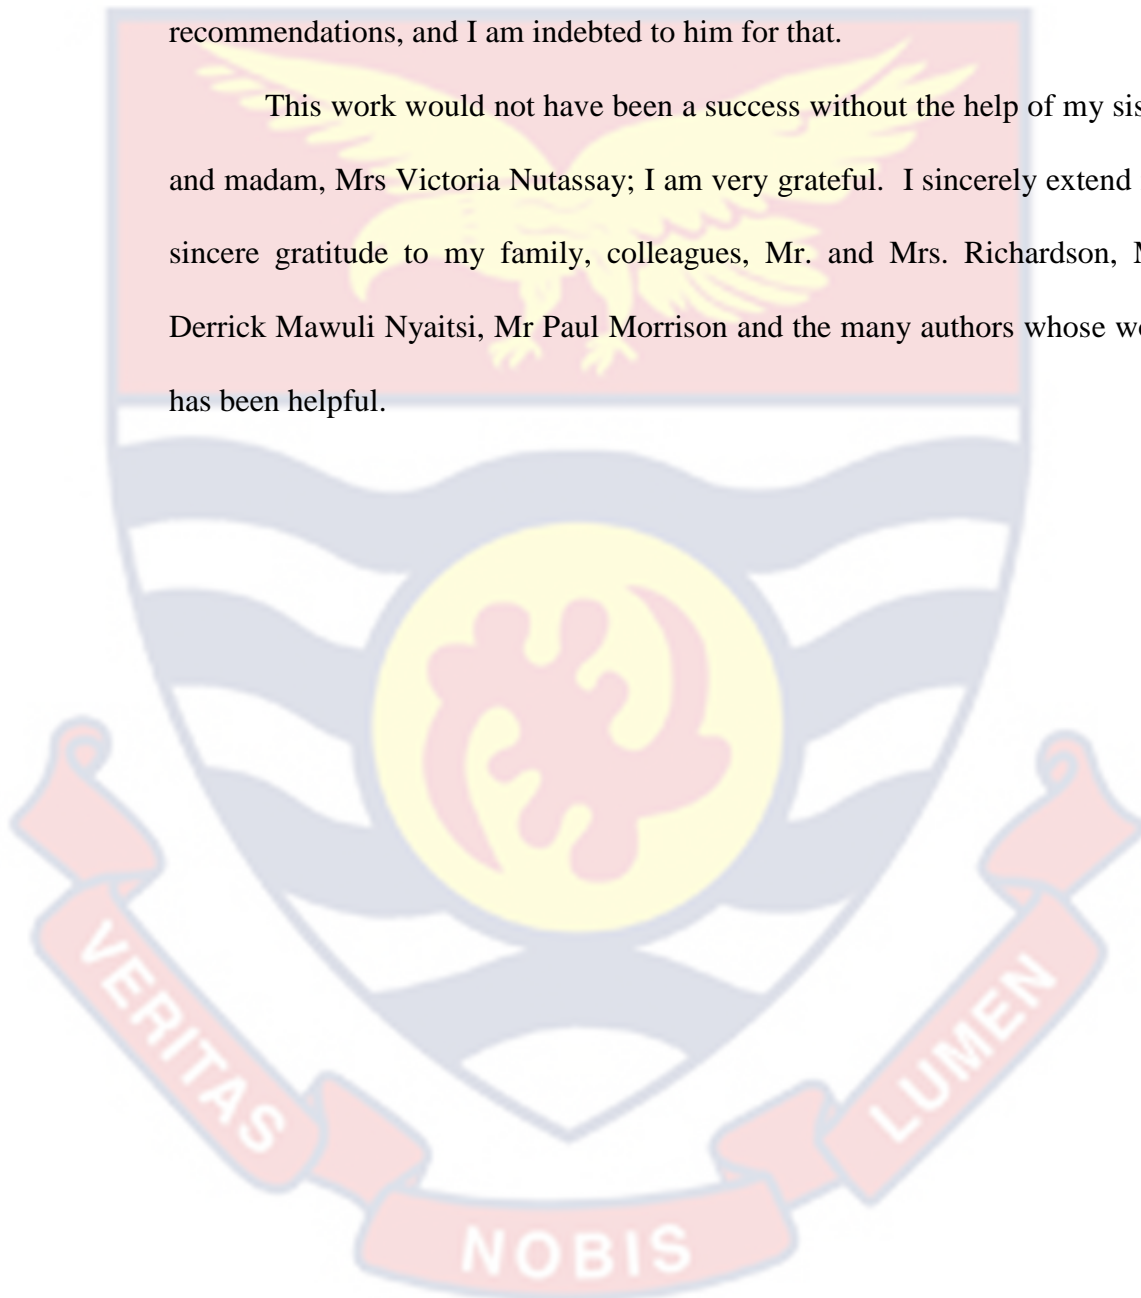 recommendations, and I am indebted to him for that.
This work would not have been a success without the help of my sis
and madam, Mrs Victoria Nutassay; I am very grateful. I sincerely extend
sincere gratitude to my family, colleagues, Mr. and Mrs. Richardson,
Derrick Mawuli Nyaitsi, Mr Paul Morrison and the many authors whose wo
has been helpful.
VERITAS
NOBIS
LUMEN